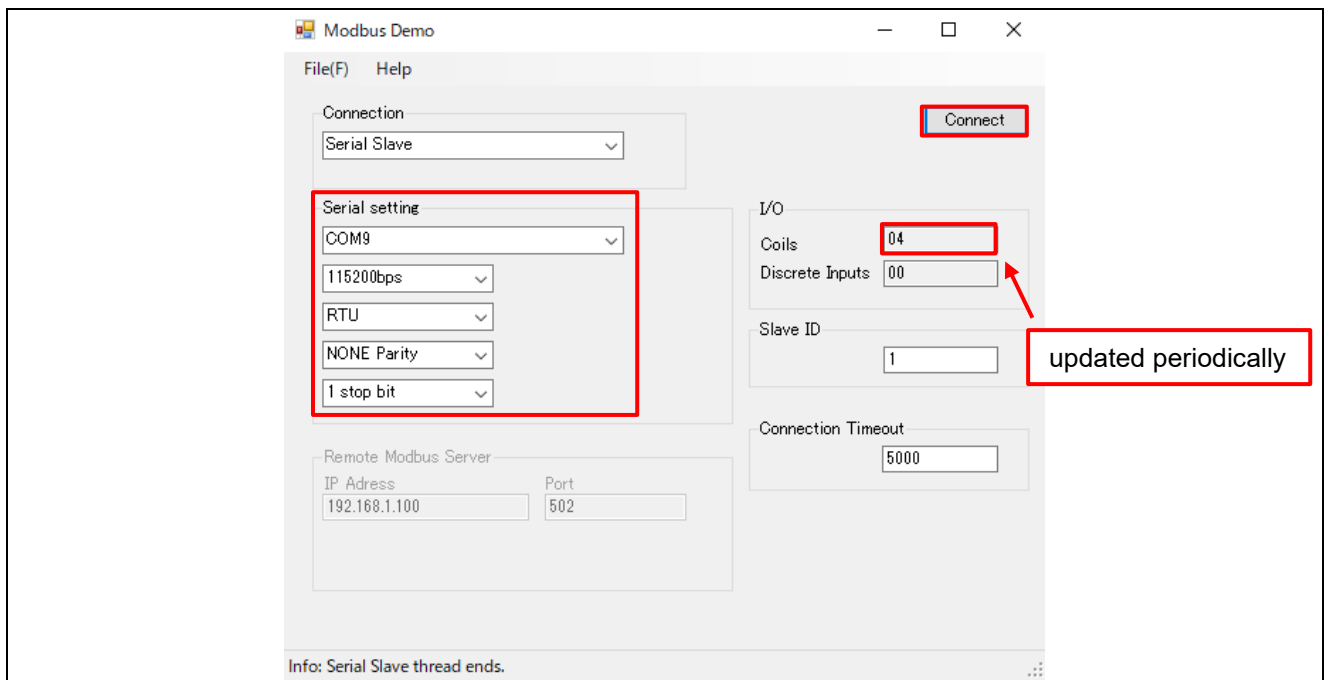 Modbus Demo
File(F) Help
Connection
Serial Slave
Connect
Serial setting
COM9
115200bps
RTU
NONE Parity
1 stop bit
I/O
Coils 04
Discrete Inputs 00
updated periodically
Slave ID
1
Connection Timeout
5000
Remote Modbus Server
IP Adress Port
192.168.1.100 502
Info: Serial Slave thread ends.